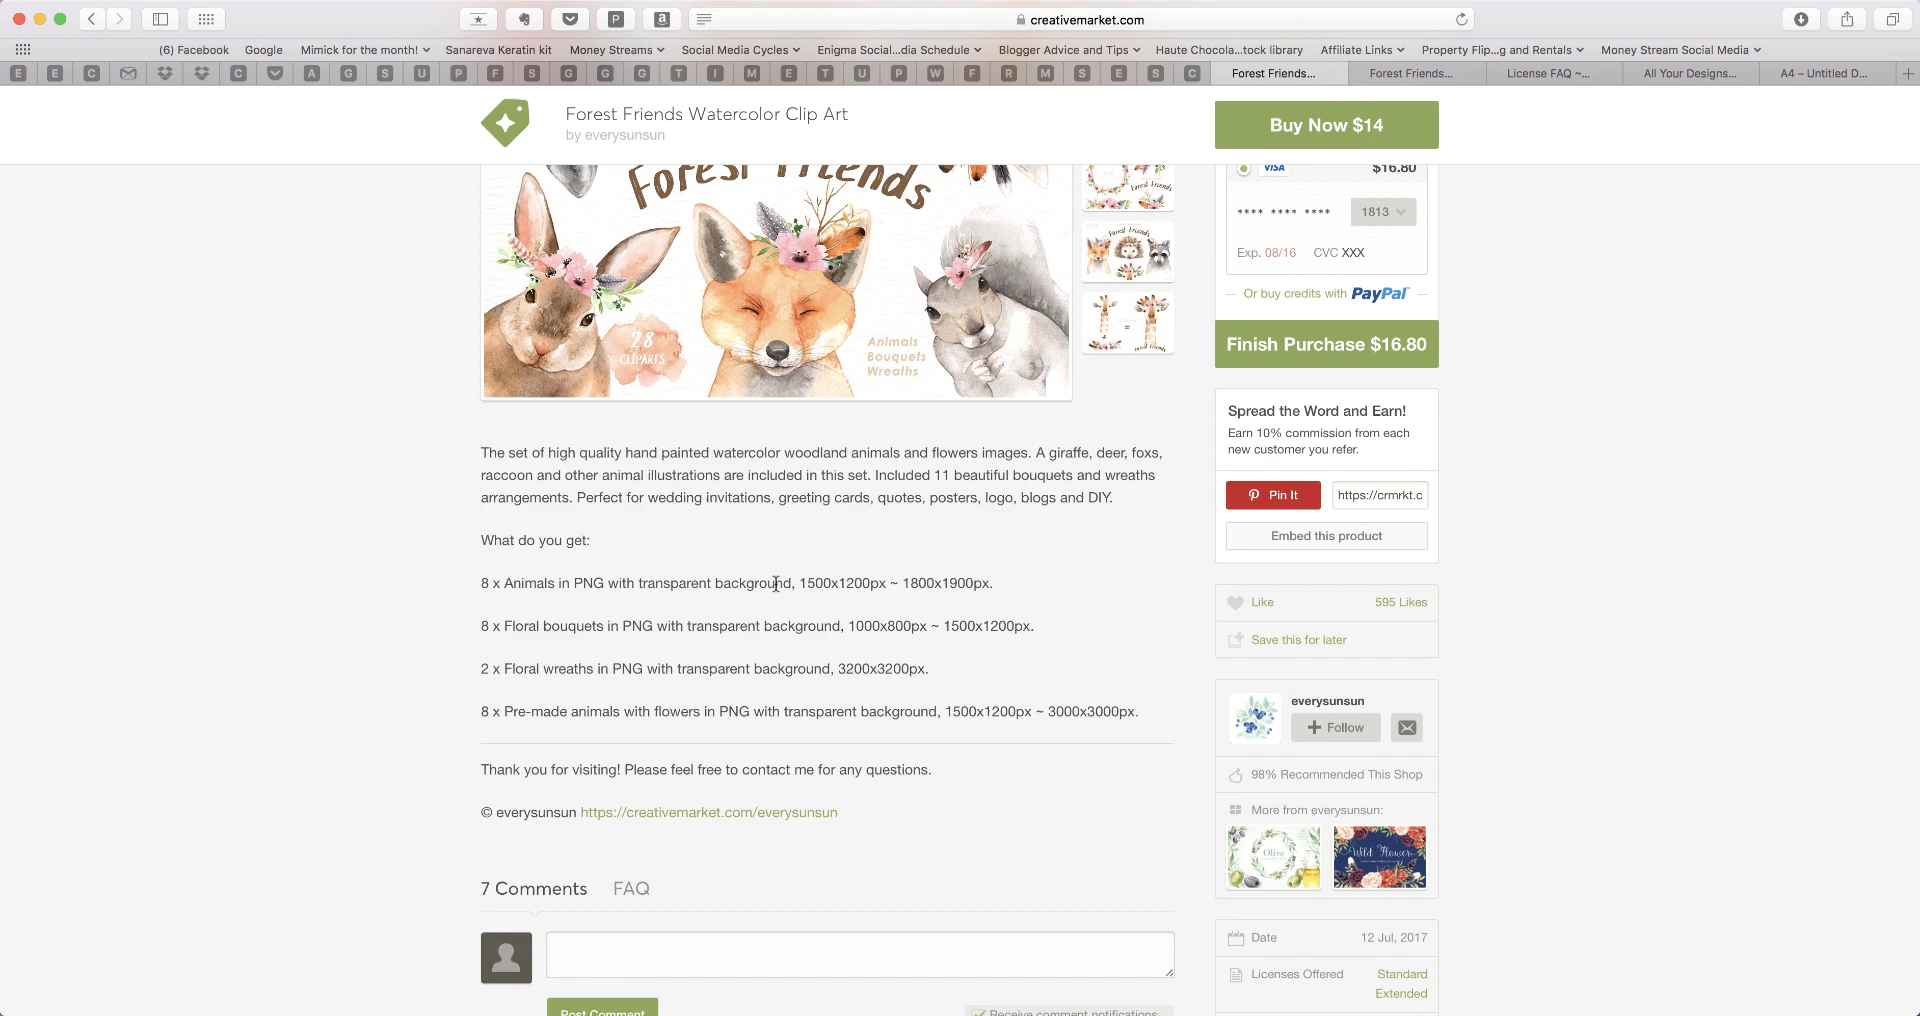 creativemarket.com
(6) Facebook Google Mimick for the month! Sanareva Keratin kit Money Streams Social Media Cycles Enigma Social...dia Schedule Blogger Advice and Tips Haute Chocola...tock library Affiliate Links Property Flip...g and Rentals Money Stream Social Media
E E C D C A G S U P F S G G G T I M E T U P W F R M S E S C Forest Friends... Forest Friends... License FAQ ~... All Your Designs... A4 – Untitled D...
Forest Friends Watercolor Clip Art
by everysunsun
Buy Now $14
Forest Friends
28
CLIPARTS
Animals
Bouquets
Wreaths
VISA $16.80
**** **** **** 1813
Exp. 08/16 CVC XXX
Or buy credits with PayPal
Finish Purchase $16.80
Spread the Word and Earn!
Earn 10% commission from each
new customer you refer.
Pin It https://crmrkt.c
Embed this product
The set of high quality hand painted watercolor woodland animals and flowers images. A giraffe, deer, foxs,
raccoon and other animal illustrations are included in this set. Included 11 beautiful bouquets and wreaths
arrangements. Perfect for wedding invitations, greeting cards, quotes, posters, logo, blogs and DIY.
What do you get:
8 x Animals in PNG with transparent background, 1500x1200px ~ 1800x1900px.
8 x Floral bouquets in PNG with transparent background, 1000x800px ~ 1500x1200px.
2 x Floral wreaths in PNG with transparent background, 3200x3200px.
8 x Pre-made animals with flowers in PNG with transparent background, 1500x1200px ~ 3000x3000px.
Thank you for visiting! Please feel free to contact me for any questions.
© everysunsun https://creativemarket.com/everysunsun
Like 595 Likes
Save this for later
everysunsun
Follow
98% Recommended This Shop
More from everysunsun:
Olive
Wild Flower
7 Comments FAQ
Date 12 Jul, 2017
Licenses Offered Standard
Extended
Post Comment Receive comment notifications